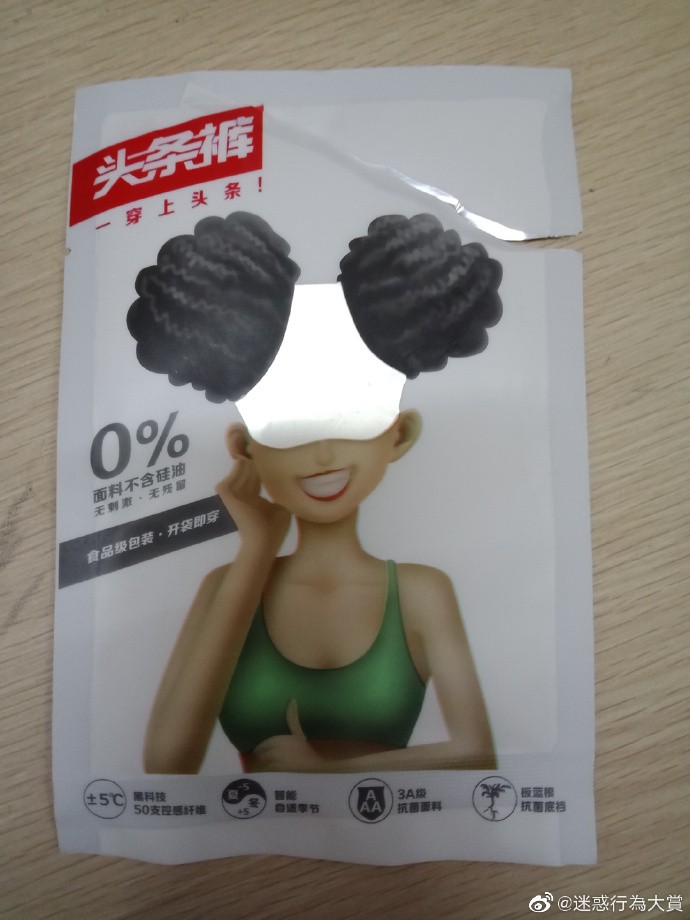 头条裤
一穿上头条！
0%
面料不含硅油
无刺激、无残留
食品级包装·开袋即穿
±5℃
黑科技
50支控感纤维
夏-5
冬+5
智能
自适季节
A
AA
3A级
抗菌面料
板蓝根
抗菌底裆
@迷惑行為大賞